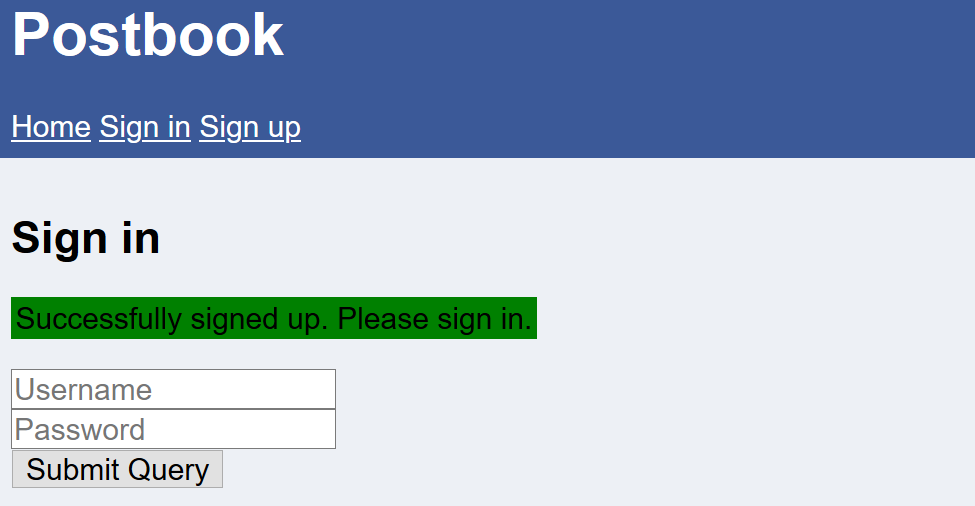 Postbook
Home Sign in Sign up
Sign in
Successfully signed up. Please sign in.
Username
Password
Submit Query